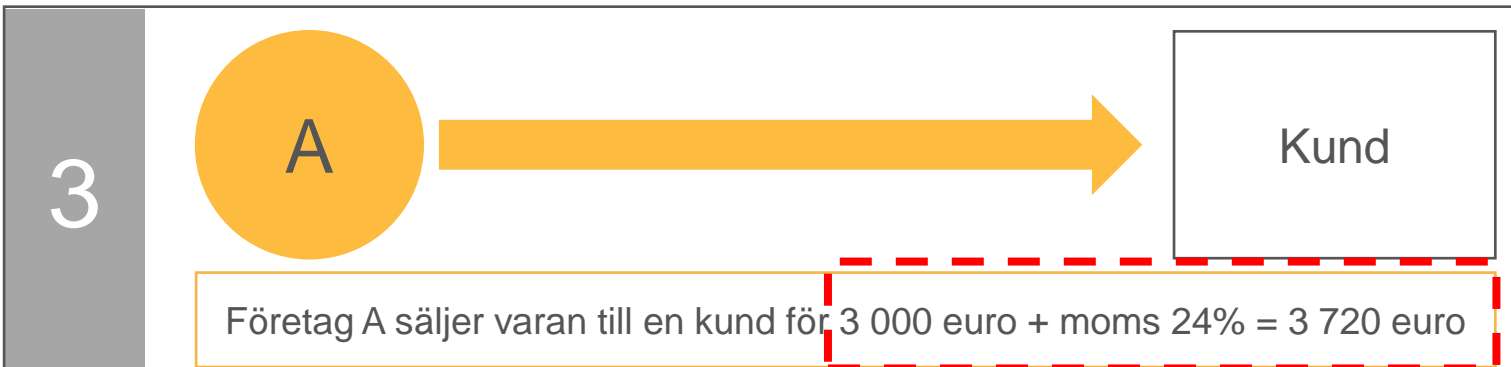 3
A
Kund
Företag A säljer varan till en kund för 3 000 euro + moms 24% = 3 720 euro